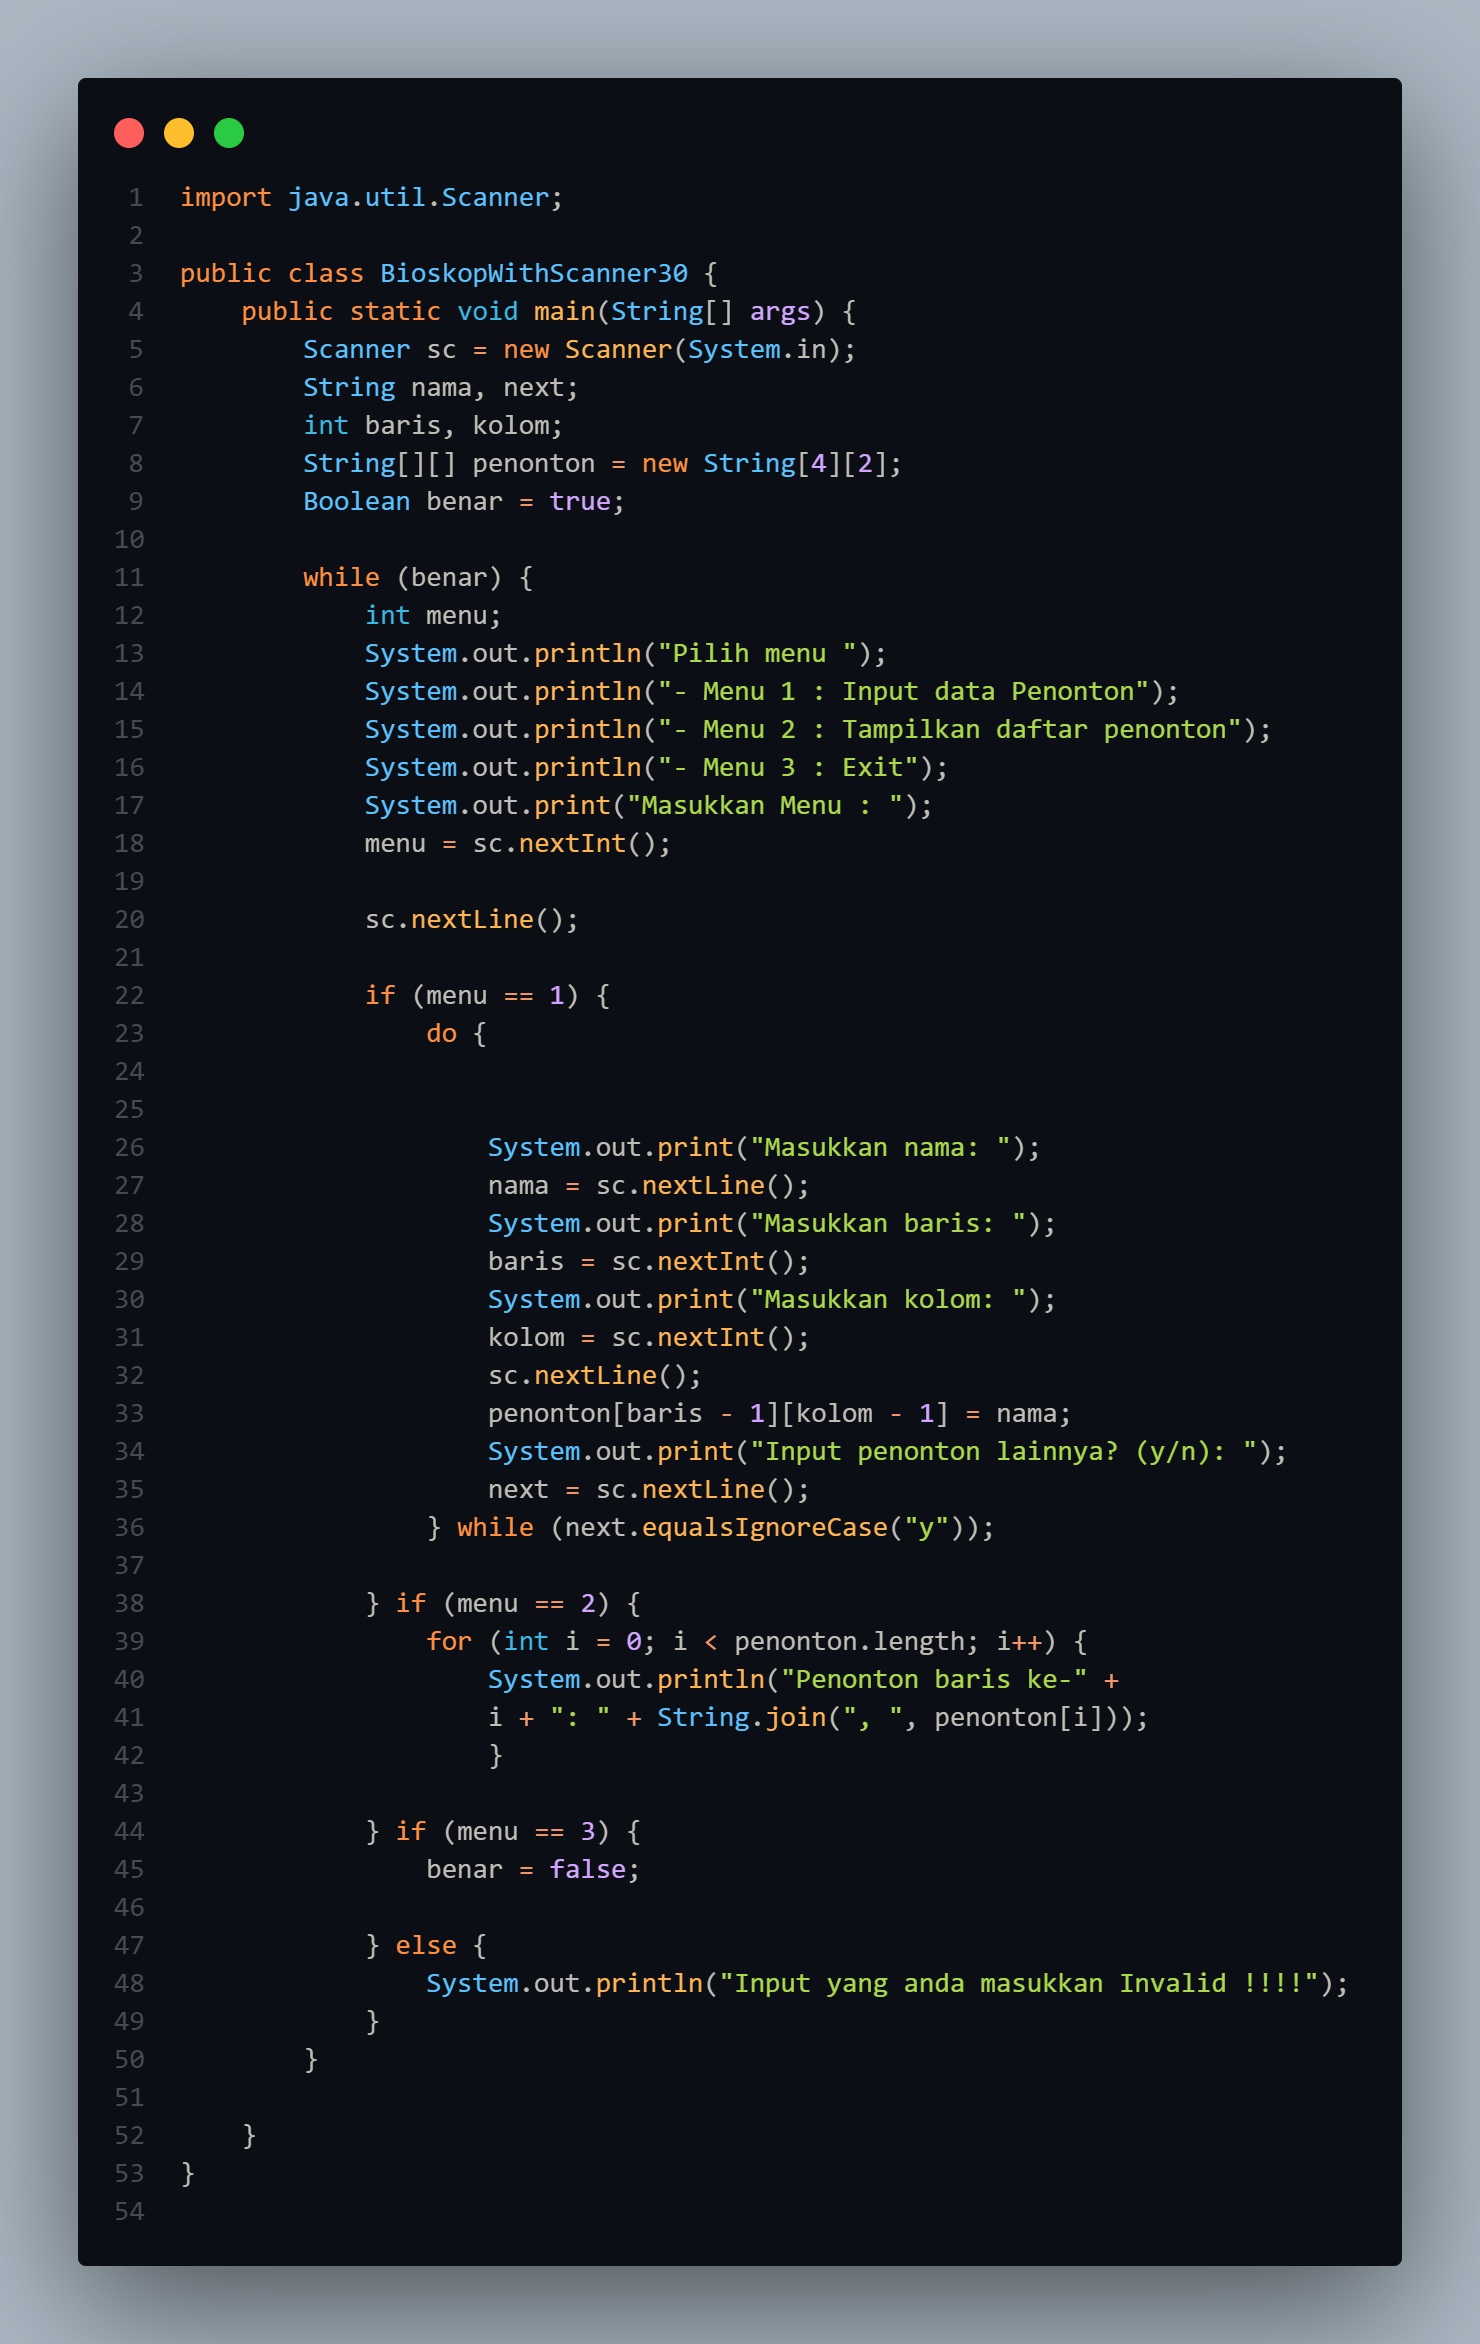 1 import java.util.Scanner;
2
3 public class BioskopWithScanner30 {
4     public static void main(String[] args) {
5         Scanner sc = new Scanner(System.in);
6         String nama, next;
7         int baris, kolom;
8         String[][] penonton = new String[4][2];
9         Boolean benar = true;
10
11         while (benar) {
12             int menu;
13             System.out.println("Pilih menu ");
14             System.out.println("- Menu 1 : Input data Penonton");
15             System.out.println("- Menu 2 : Tampilkan daftar penonton");
16             System.out.println("- Menu 3 : Exit");
17             System.out.print("Masukkan Menu : ");
18             menu = sc.nextInt();
19
20             sc.nextLine();
21
22             if (menu == 1) {
23                 do {
24
25
26                     System.out.print("Masukkan nama: ");
27                     nama = sc.nextLine();
28                     System.out.print("Masukkan baris: ");
29                     baris = sc.nextInt();
30                     System.out.print("Masukkan kolom: ");
31                     kolom = sc.nextInt();
32                     sc.nextLine();
33                     penonton[baris - 1][kolom - 1] = nama;
34                     System.out.print("Input penonton lainnya? (y/n): ");
35                     next = sc.nextLine();
36                 } while (next.equalsIgnoreCase("y"));
37
38             } if (menu == 2) {
39                 for (int i = 0; i < penonton.length; i++) {
40                     System.out.println("Penonton baris ke-" +
41                     i + ": " + String.join(", ", penonton[i]));
42                     }
43
44             } if (menu == 3) {
45                 benar = false;
46
47             } else {
48                 System.out.println("Input yang anda masukkan Invalid !!!!");
49             }
50         }
51
52     }
53 }
54